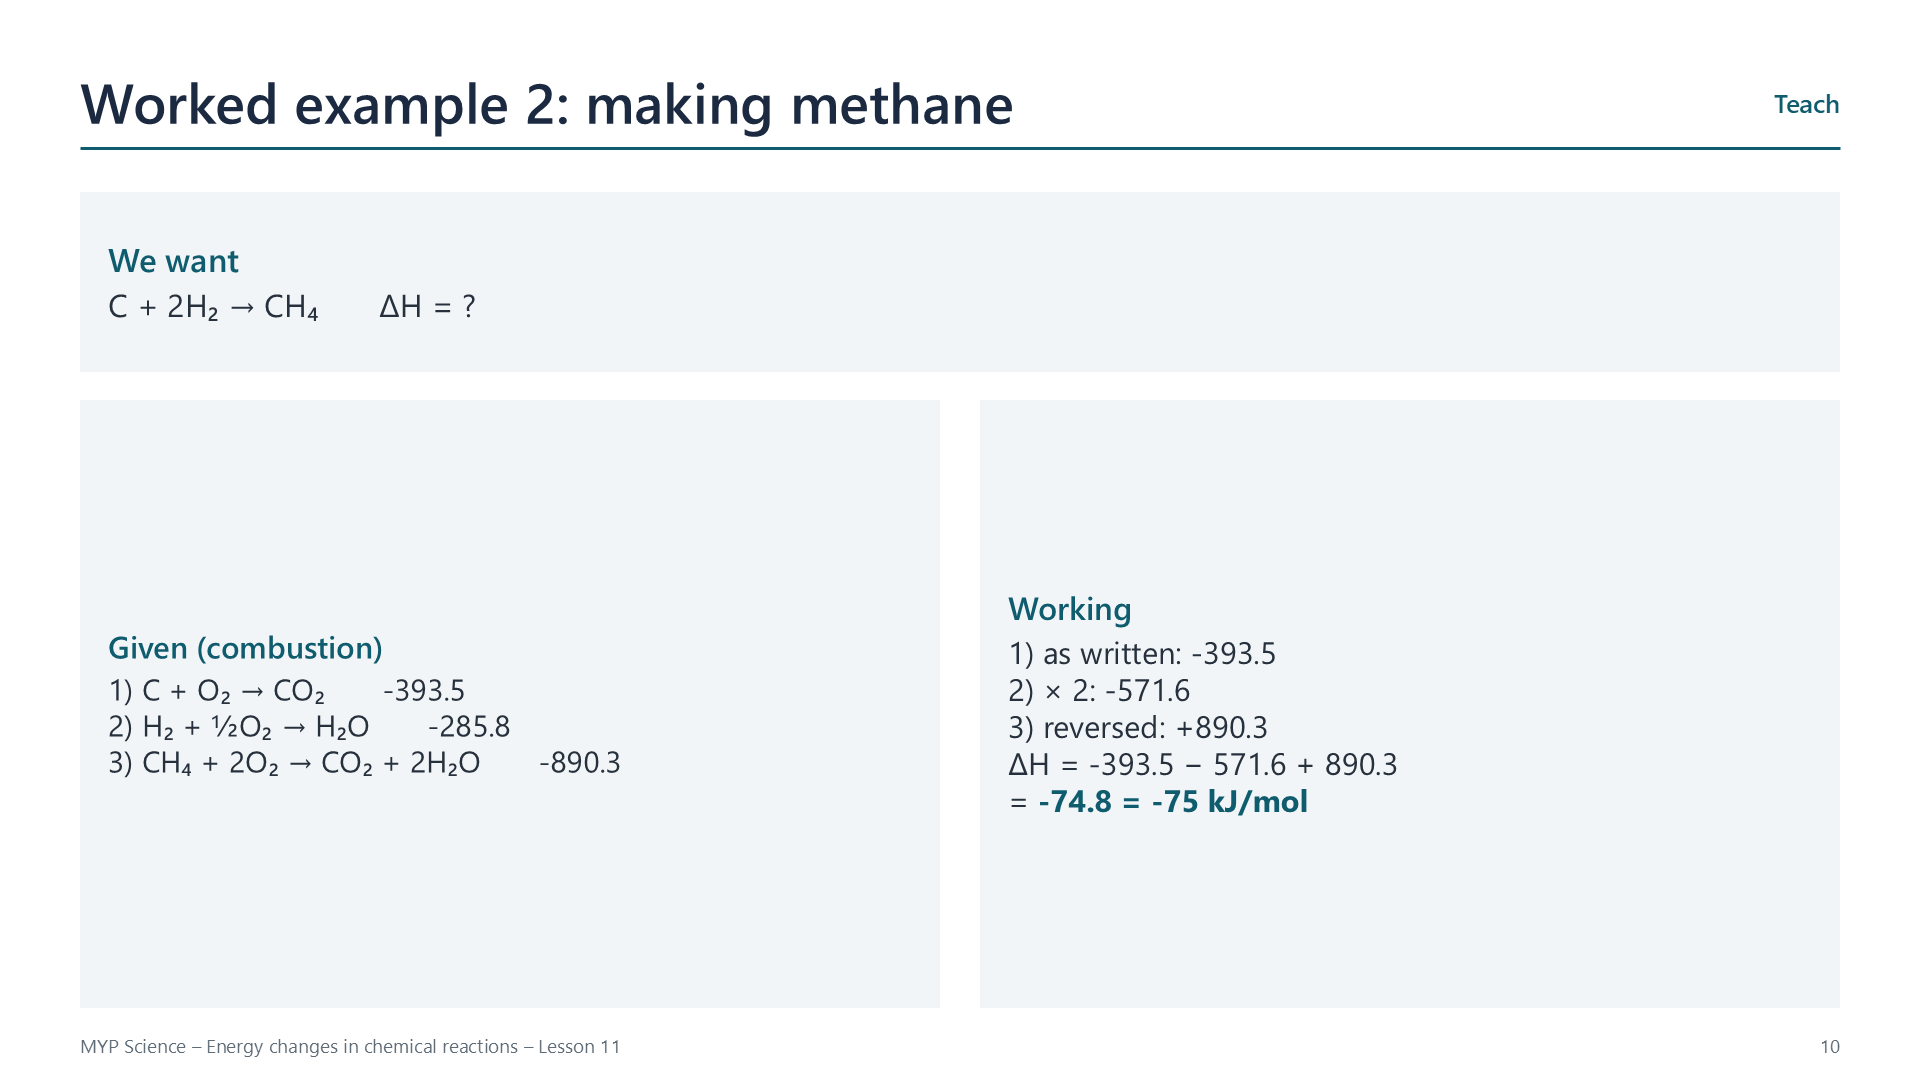 Worked example 2: making methane
Teach
We want
C + 2H₂ → CH₄ ΔH = ?
Given (combustion)
1) C + O₂ → CO₂ -393.5
2) H₂ + ½O₂ → H₂O -285.8
3) CH₄ + 2O₂ → CO₂ + 2H₂O -890.3
Working
1) as written: -393.5
2) × 2: -571.6
3) reversed: +890.3
ΔH = -393.5 − 571.6 + 890.3
= -74.8 = -75 kJ/mol
MYP Science – Energy changes in chemical reactions – Lesson 11
10